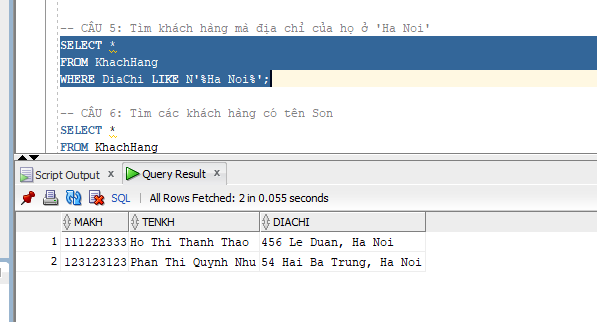 -- CÂU 5: Tìm khách hàng mà địa chỉ của họ ở 'Ha Noi'
SELECT *
FROM KhachHang
WHERE DiaChi LIKE N'%Ha Noi%';
-- CÂU 6: Tìm các khách hàng có tên Son
SELECT *
FROM KhachHang
Script Output x Query Result x
SQL | All Rows Fetched: 2 in 0.055 seconds
MAKH TENKH DIACHI
1 111222333 Ho Thi Thanh Thao 456 Le Duan, Ha Noi
2 123123123 Phan Thi Quynh Nhu 54 Hai Ba Trung, Ha Noi